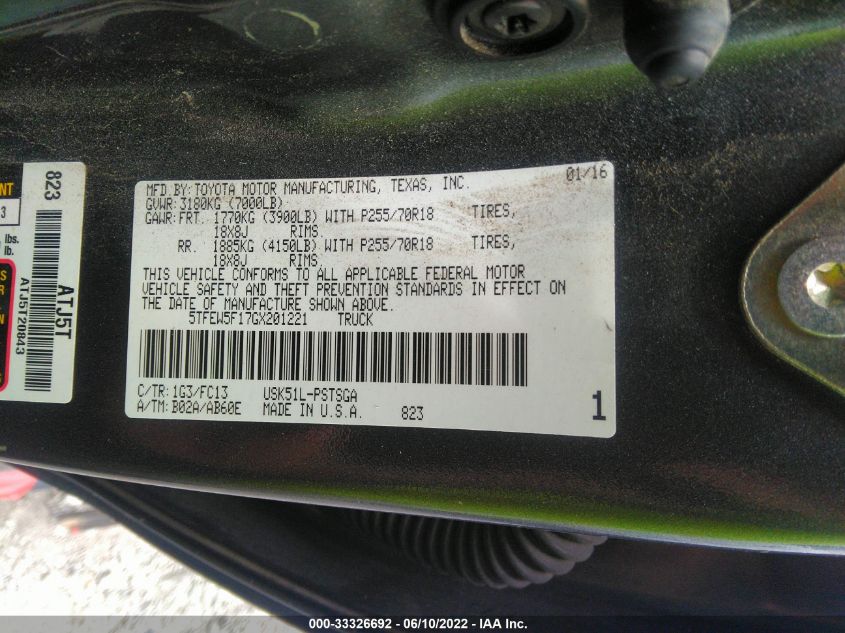 MFD BY: TOYOTA MOTOR MANUFACTURING, TEXAS, INC. 01/16
GVWR: 3180KG (7000LB)
GAWR: FRT. 1770KG (3900LB) WITH P255/70R18 TIRES,
18X8J RIMS
RR. 1885KG (4150LB) WITH P255/70R18 TIRES,
18X8J RIMS
THIS VEHICLE CONFORMS TO ALL APPLICABLE FEDERAL MOTOR
VEHICLE SAFETY AND THEFT PREVENTION STANDARDS IN EFFECT ON
THE DATE OF MANUFACTURE SHOWN ABOVE.
5TFEW5F17GX201221 TRUCK
C/TR: 1G3/FC13 USK51L-PSTSGA
A/TM: B02A/AB60E MADE IN U.S.A. 823 1
823
ATJ5T
ATJ5T20843
lbs.
lb.
000-33326692 - 06/10/2022 - IAA Inc.